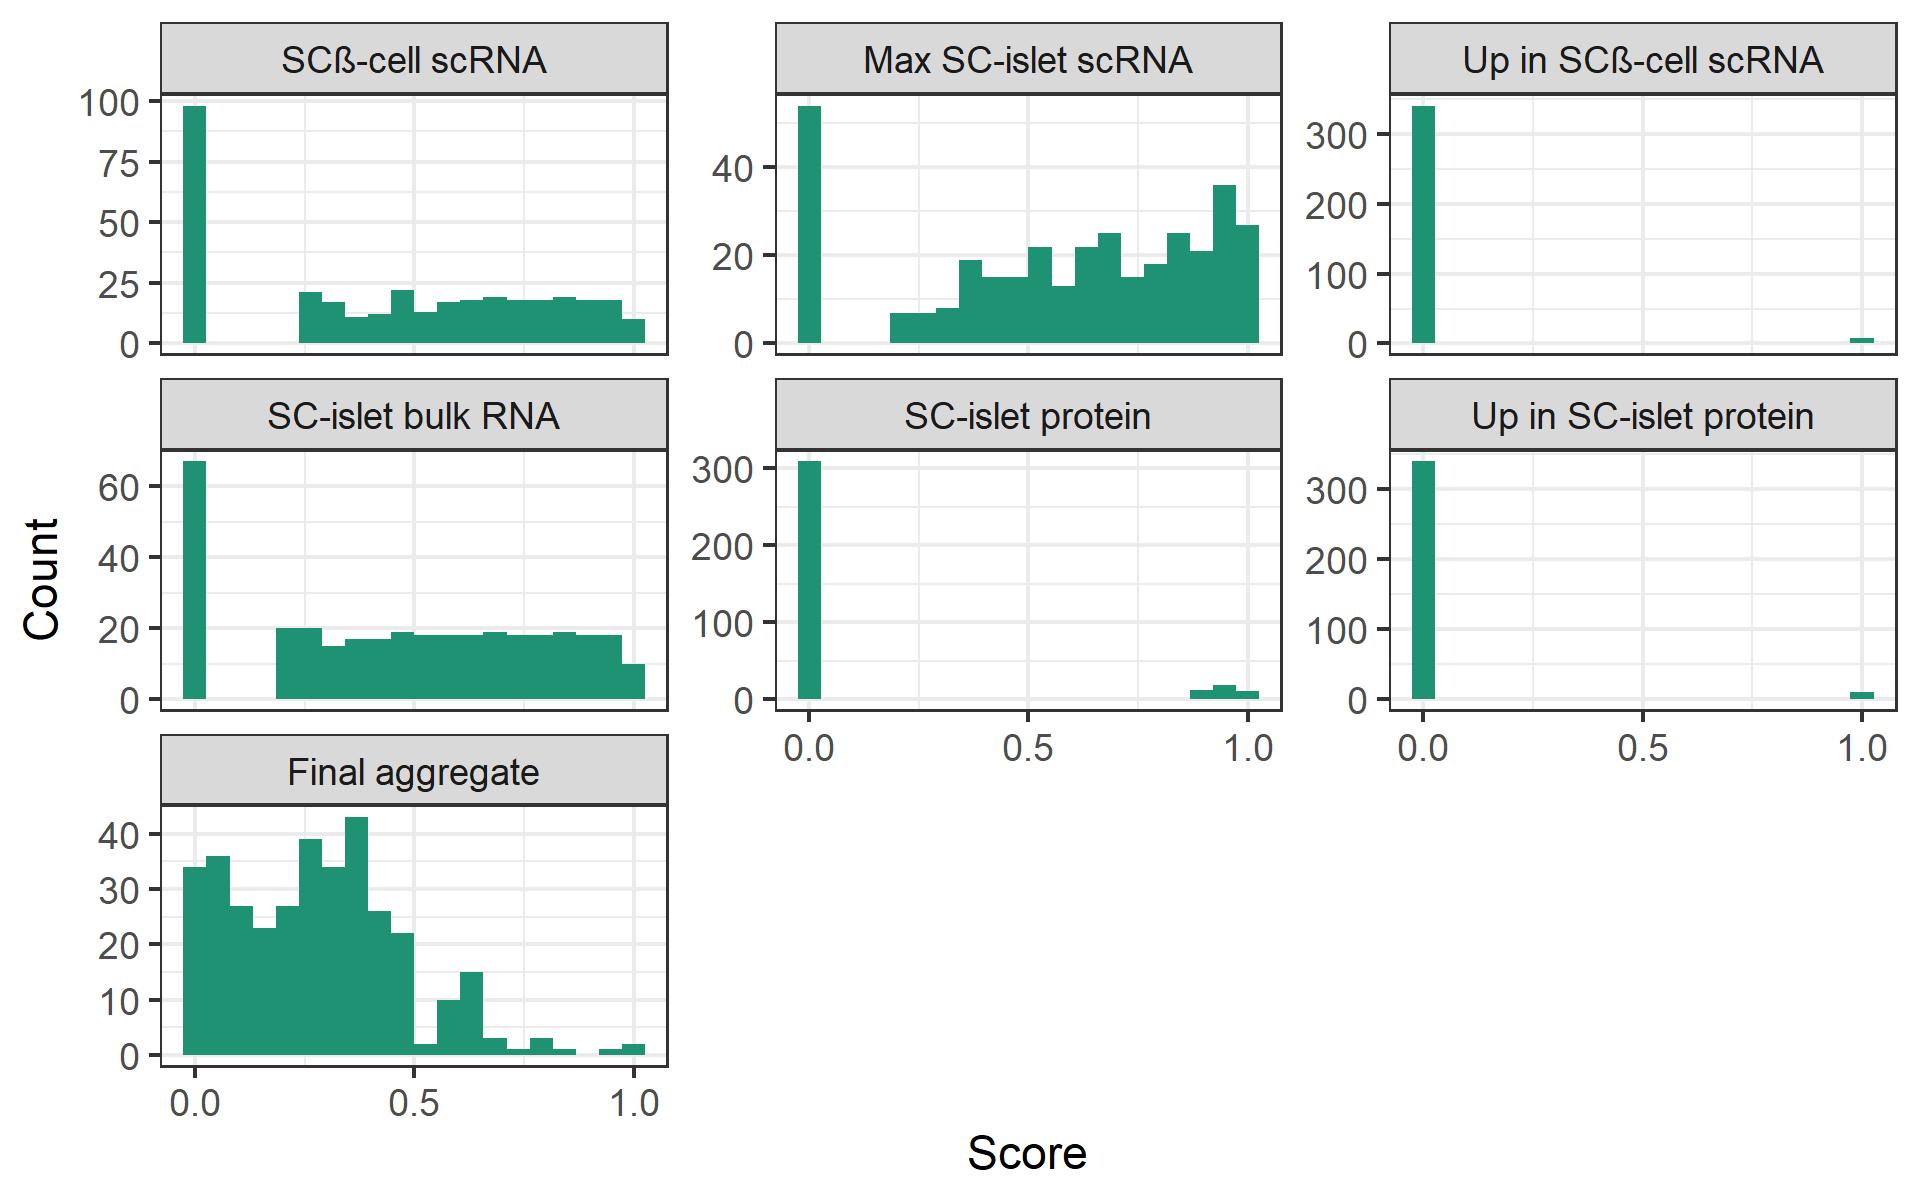 SCß-cell scRNA
Max SC-islet scRNA
Up in SCß-cell scRNA
100
75
50
25
0
40
20
0
300
200
100
0
SC-islet bulk RNA
SC-islet protein
Up in SC-islet protein
60
40
20
0
300
200
100
0
300
200
100
0
0.0 0.5 1.0
0.0 0.5 1.0
Final aggregate
40
30
20
10
0
0.0 0.5 1.0
Count
Score